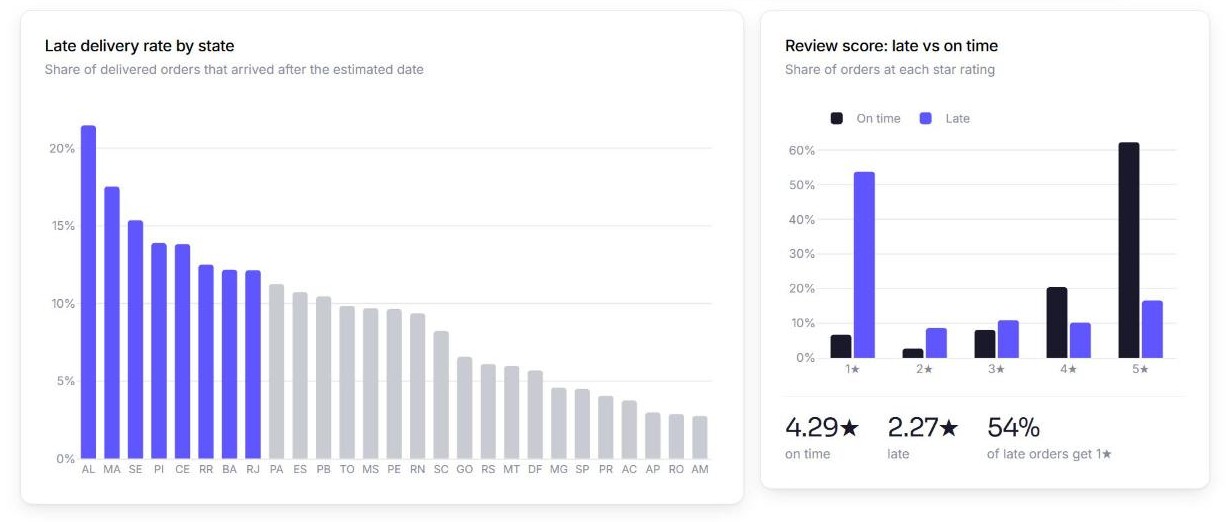 Late delivery rate by state
Share of delivered orders that arrived after the estimated date
20%
15%
10%
5%
0%
AL MA SE PI CE RR BA RJ PA ES PB TO MS PE RN SC GO RS MT DF MG SP PR AC AP RO AM
Review score: late vs on time
Share of orders at each star rating
On time Late
60%
50%
40%
30%
20%
10%
0%
1★ 2★ 3★ 4★ 5★
4.29★ 2.27★ 54%
on time late of late orders get 1★